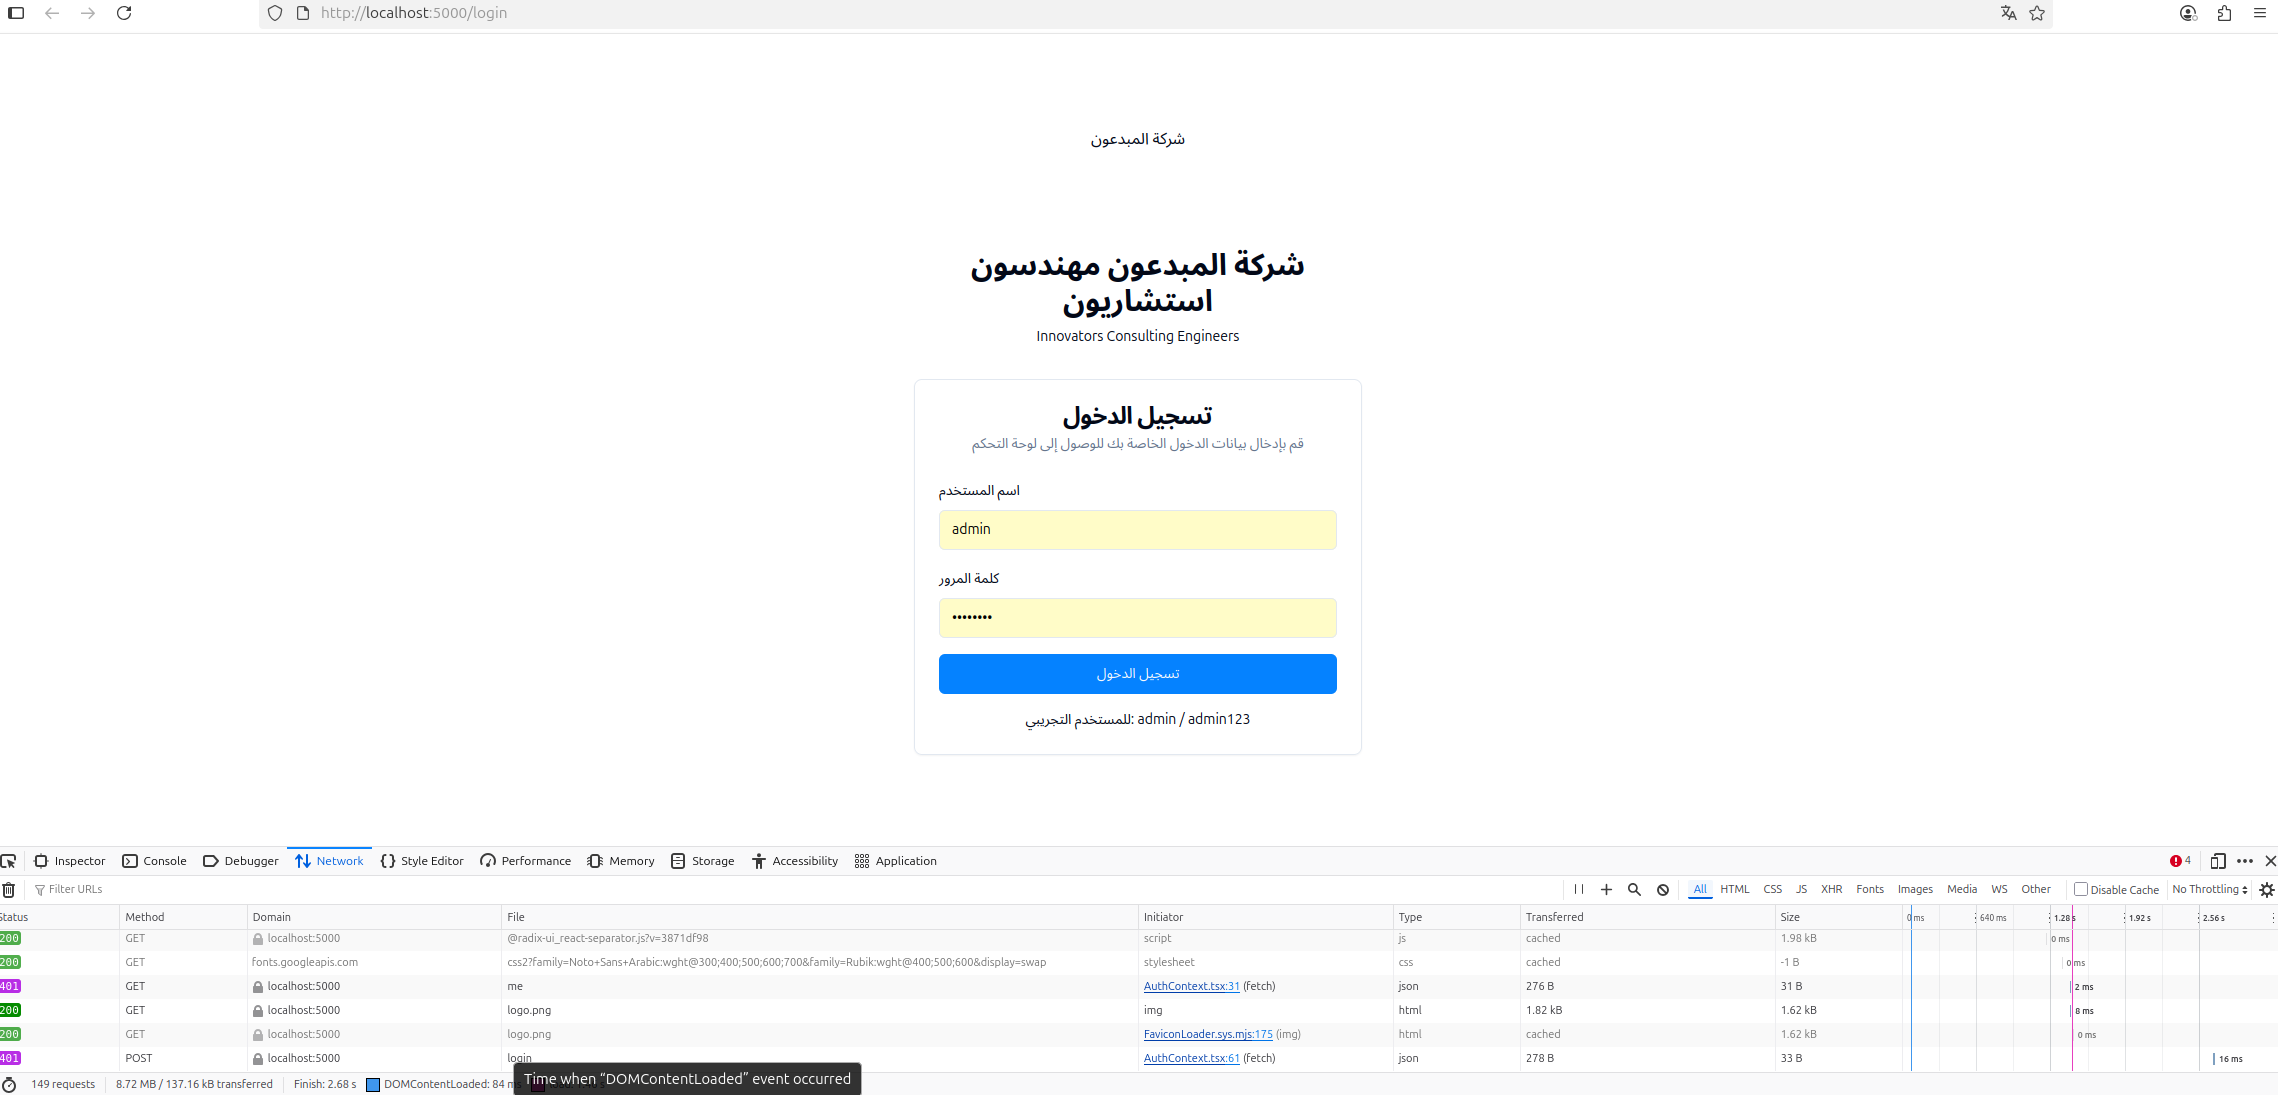 http://localhost:5000/login
شركة المبدعون
شركة المبدعون مهندسون
استشاريون
Innovators Consulting Engineers
تسجيل الدخول
قم بإدخال بيانات الدخول الخاصة بك للوصول إلى لوحة التحكم
اسم المستخدم
admin
كلمة المرور
••••••••
تسجيل الدخول
للمستخدم التجريبي: admin / admin123
Inspector Console Debugger Network Style Editor Performance Memory Storage Accessibility Application 4
Filter URLs All HTML CSS JS XHR Fonts Images Media WS Other Disable Cache No Throttling
Status Method Domain File Initiator Type Transferred Size 0 ms 640 ms 1.28 s 1.92 s 2.56 s
200 GET localhost:5000 @radix-ui_react-separator.js?v=3871df98 script js cached 1.98 kB 0 ms
200 GET fonts.googleapis.com css2?family=Noto+Sans+Arabic:wght@300;400;500;600;700&family=Rubik:wght@400;500;600&display=swap stylesheet css cached -1 B 0 ms
401 GET localhost:5000 me AuthContext.tsx:31 (fetch) json 276 B 31 B 2 ms
200 GET localhost:5000 logo.png img html 1.82 kB 1.62 kB 8 ms
200 GET localhost:5000 logo.png FaviconLoader.sys.mjs:175 (img) html cached 1.62 kB 0 ms
401 POST localhost:5000 login AuthContext.tsx:61 (fetch) json 278 B 33 B 16 ms
149 requests 8.72 MB / 137.16 kB transferred Finish: 2.68 s DOMContentLoaded: 84 ms
Time when “DOMContentLoaded” event occurred